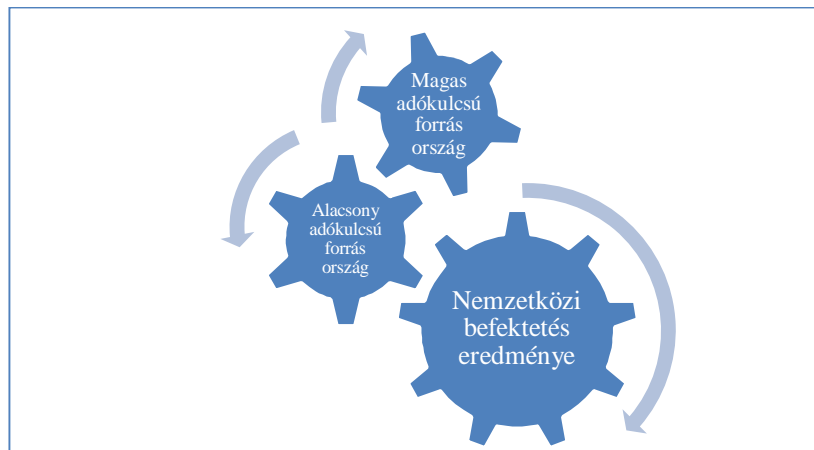 Magas
adókulcsú
forrás
ország
Alacsony
adókulcsú
forrás
ország
Nemzetközi
befektetés
eredménye